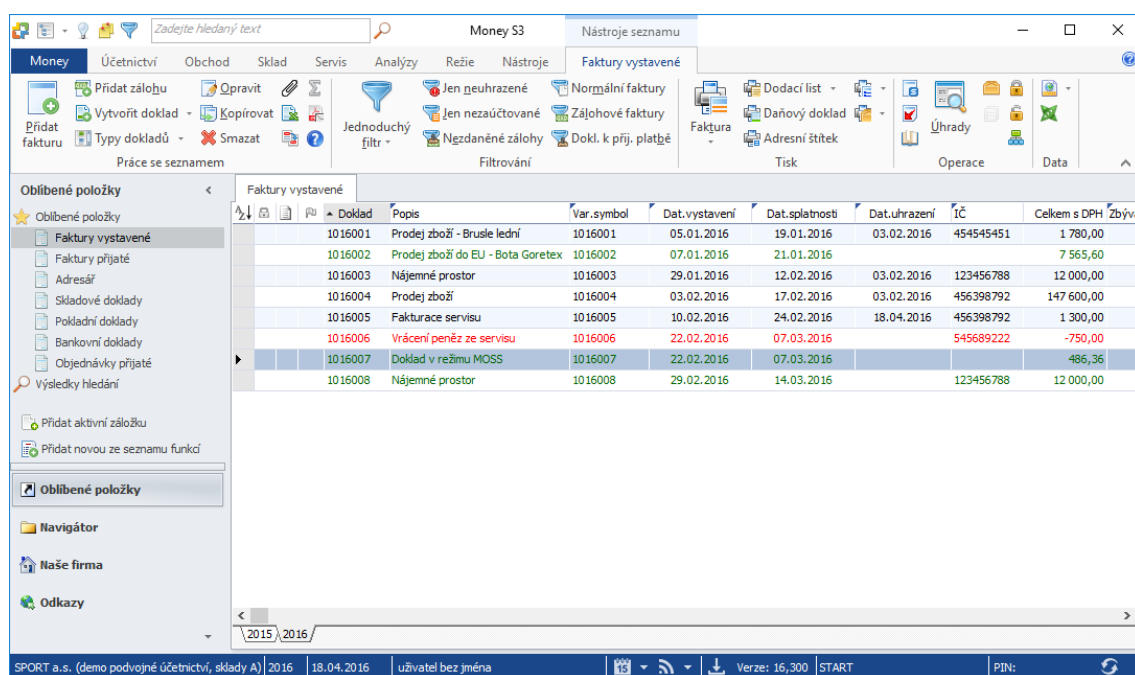 Zadejte hledaný text
Money S3
Nástroje seznamu
Money Účetnictví Obchod Sklad Servis Analýzy Režie Nástroje Faktury vystavené
Přidat fakturu
Přidat zálohu
Vytvořit doklad
Typy dokladů
Opravit
Kopírovat
Smazat
Práce se seznamem
Jednoduchý filtr
Jen neuhrazené
Jen nezaúčtované
Nezdaněné zálohy
Normální faktury
Zálohové faktury
Dokl. k přij. platbě
Filtrování
Faktura
Dodací list
Daňový doklad
Adresní štítek
Tisk
Úhrady
Operace
Data
Oblíbené položky
Oblíbené položky
Faktury vystavené
Faktury přijaté
Adresář
Skladové doklady
Pokladní doklady
Bankovní doklady
Objednávky přijaté
Výsledky hledání
Přidat aktivní záložku
Přidat novou ze seznamu funkcí
Oblíbené položky
Navigátor
Naše firma
Odkazy
Faktury vystavené
Doklad Popis Var.symbol Dat.vystavení Dat.splatnosti Dat.uhrazení IČ Celkem s DPH
1016001 Prodej zboží - Brusle lední 1016001 05.01.2016 19.01.2016 03.02.2016 454545451 1 780,00
1016002 Prodej zboží do EU - Bota Goretex 1016002 07.01.2016 21.01.2016 7 565,60
1016003 Nájemné prostor 1016003 29.01.2016 12.02.2016 03.02.2016 123456788 12 000,00
1016004 Prodej zboží 1016004 03.02.2016 17.02.2016 03.02.2016 456398792 147 600,00
1016005 Fakturace servisu 1016005 10.02.2016 24.02.2016 18.04.2016 456398792 1 300,00
1016006 Vrácení peněz ze servisu 1016006 22.02.2016 07.03.2016 545689222 -750,00
1016007 Doklad v režimu MOSS 1016007 22.02.2016 07.03.2016 486,36
1016008 Nájemné prostor 1016008 29.02.2016 14.03.2016 123456788 12 000,00
2015 2016
SPORT a.s. (demo podvojné účetnictví, sklady A) 2016 18.04.2016 uživatel bez jména 15 Verze: 16,300 START PIN: